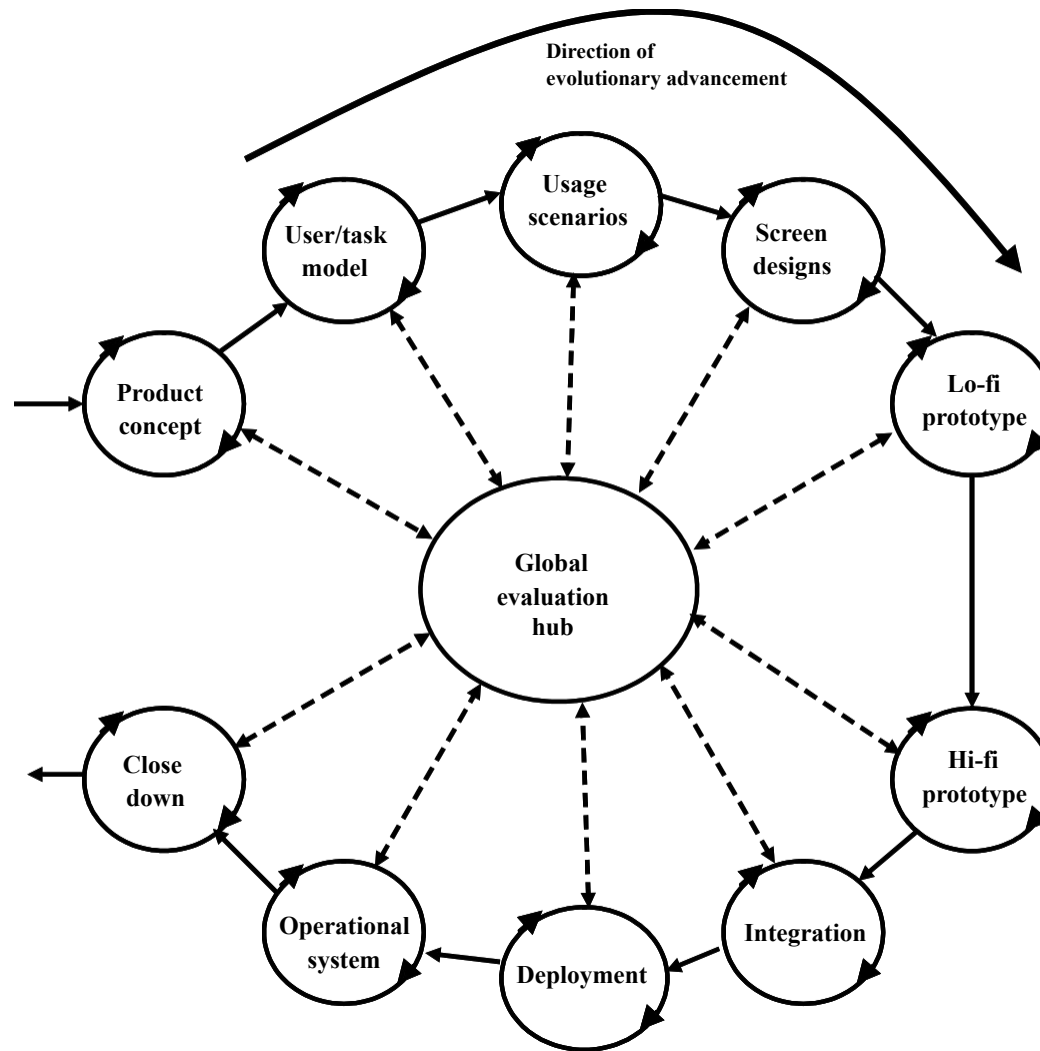 Direction of
evolutionary advancement
Usage
scenarios
User/task
model
Screen
designs
Product
concept
Lo-fi
prototype
Global
evaluation
hub
Close
down
Hi-fi
prototype
Operational
system
Integration
Deployment